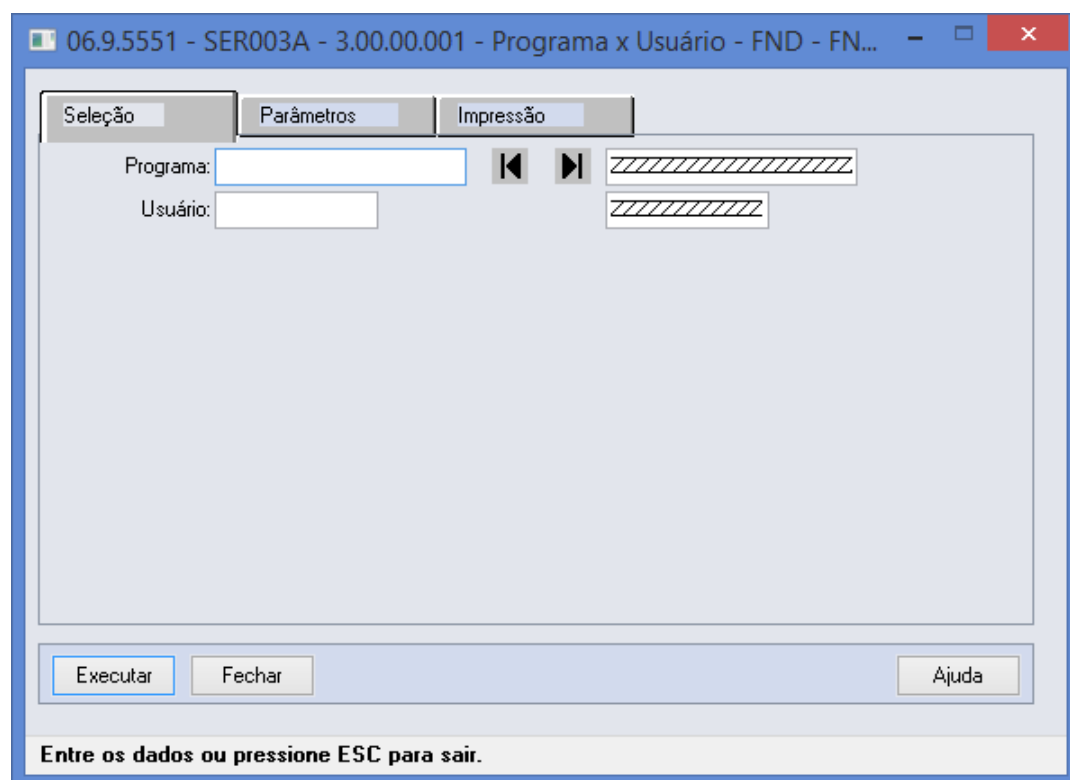 06.9.5551 - SER003A - 3.00.00.001 - Programa x Usuário - FND - FN...
Seleção Parâmetros Impressão
Programa: ZZZZZZZZZZZZZZZZZZZ
Usuário: ZZZZZZZZZZZZ
Executar Fechar Ajuda
Entre os dados ou pressione ESC para sair.